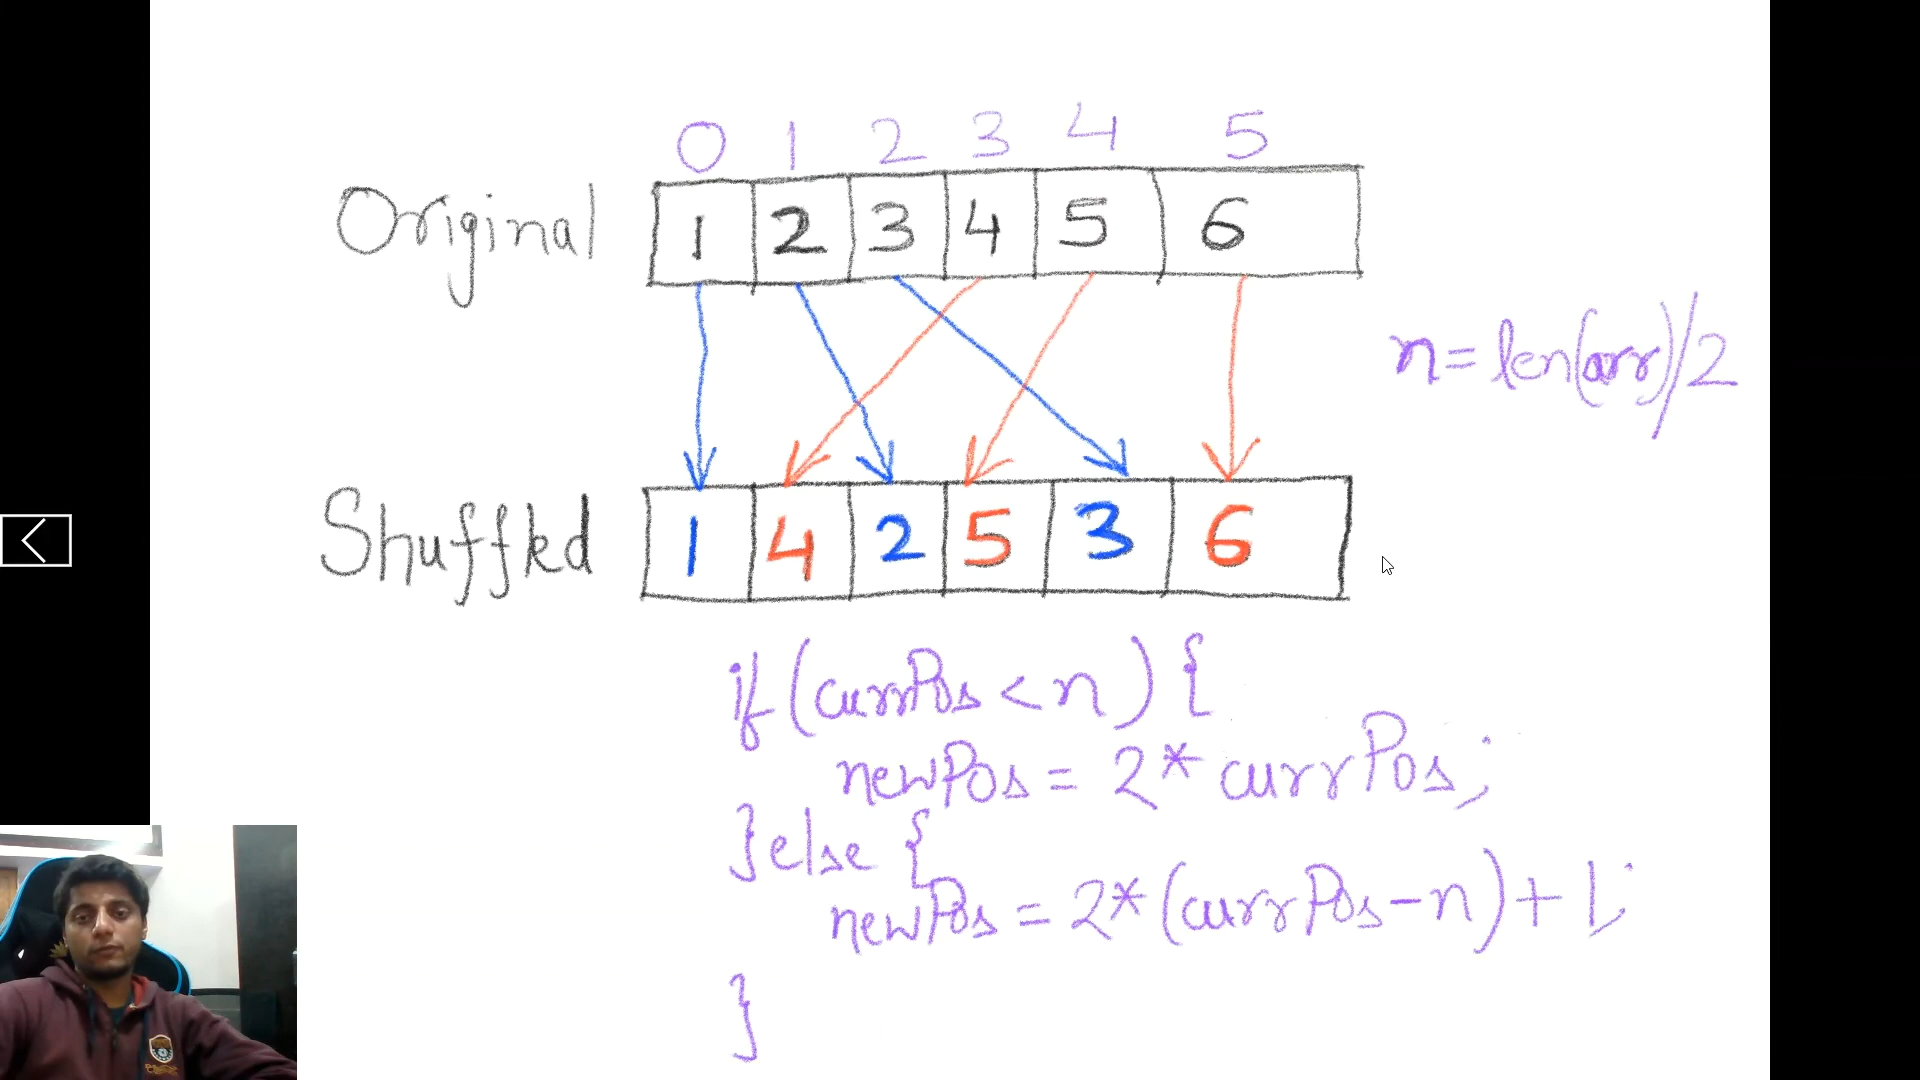 0 1 2 3 4 5
Original 1 2 3 4 5 6
n = len(arr)/2
Shuffled 1 4 2 5 3 6
if (currPos < n) {
newPos = 2 * currPos;
} else {
newPos = 2 * (currPos - n) + 1;
}